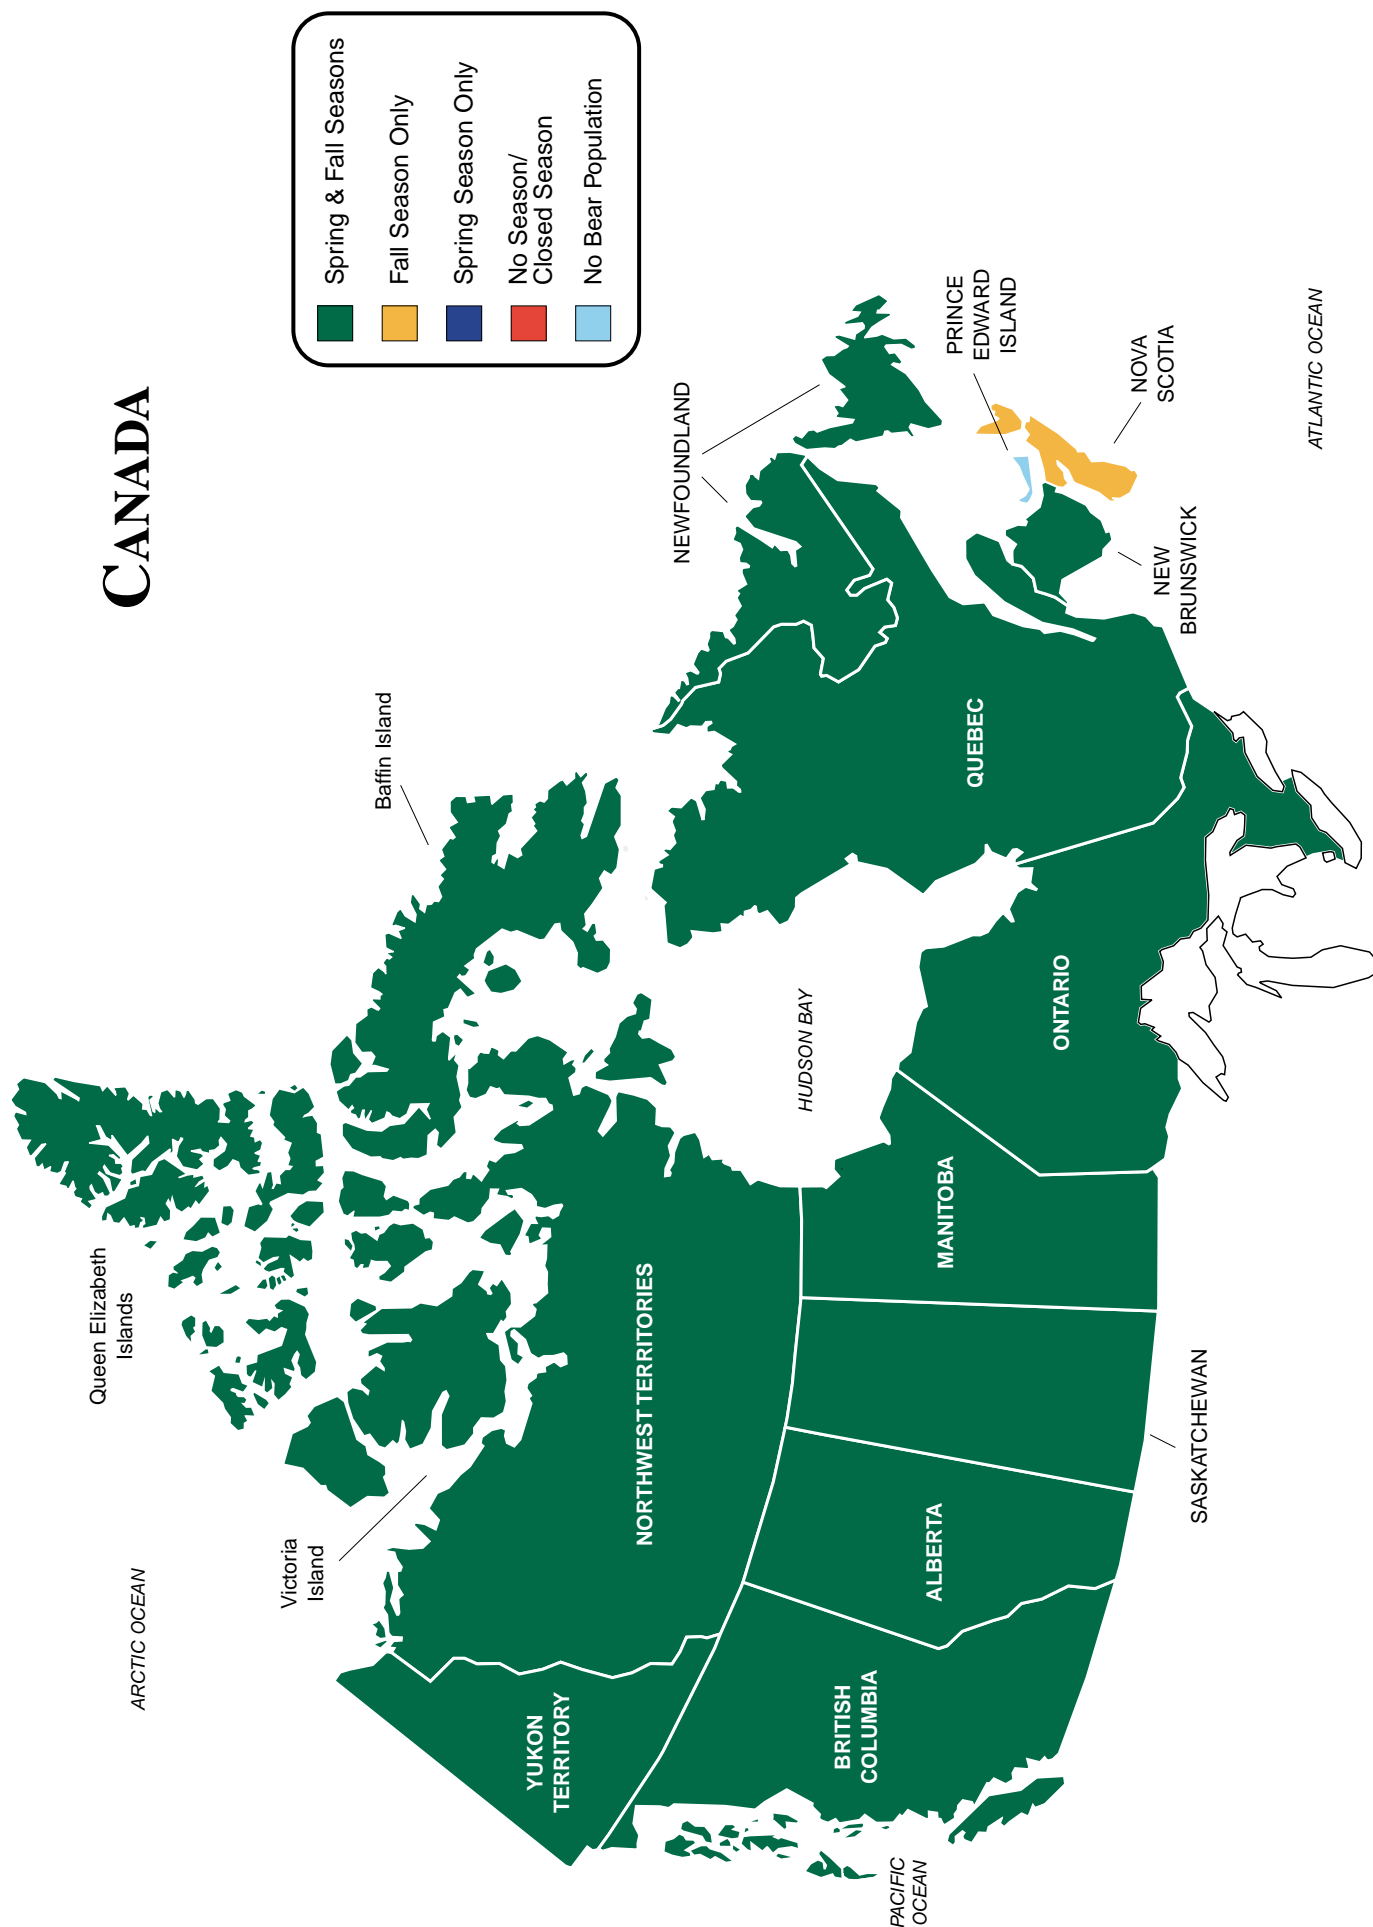 CANADA
Spring & Fall Seasons
Fall Season Only
Spring Season Only
No Season/
Closed Season
No Bear Population
ARCTIC OCEAN
Queen Elizabeth
Islands
Victoria
Island
Baffin Island
NEWFOUNDLAND
YUKON
TERRITORY
NORTHWEST TERRITORIES
HUDSON BAY
BRITISH
COLUMBIA
ALBERTA
MANITOBA
ONTARIO
QUEBEC
PRINCE
EDWARD
ISLAND
NOVA
SCOTIA
NEW
BRUNSWICK
SASKATCHEWAN
PACIFIC
OCEAN
ATLANTIC OCEAN